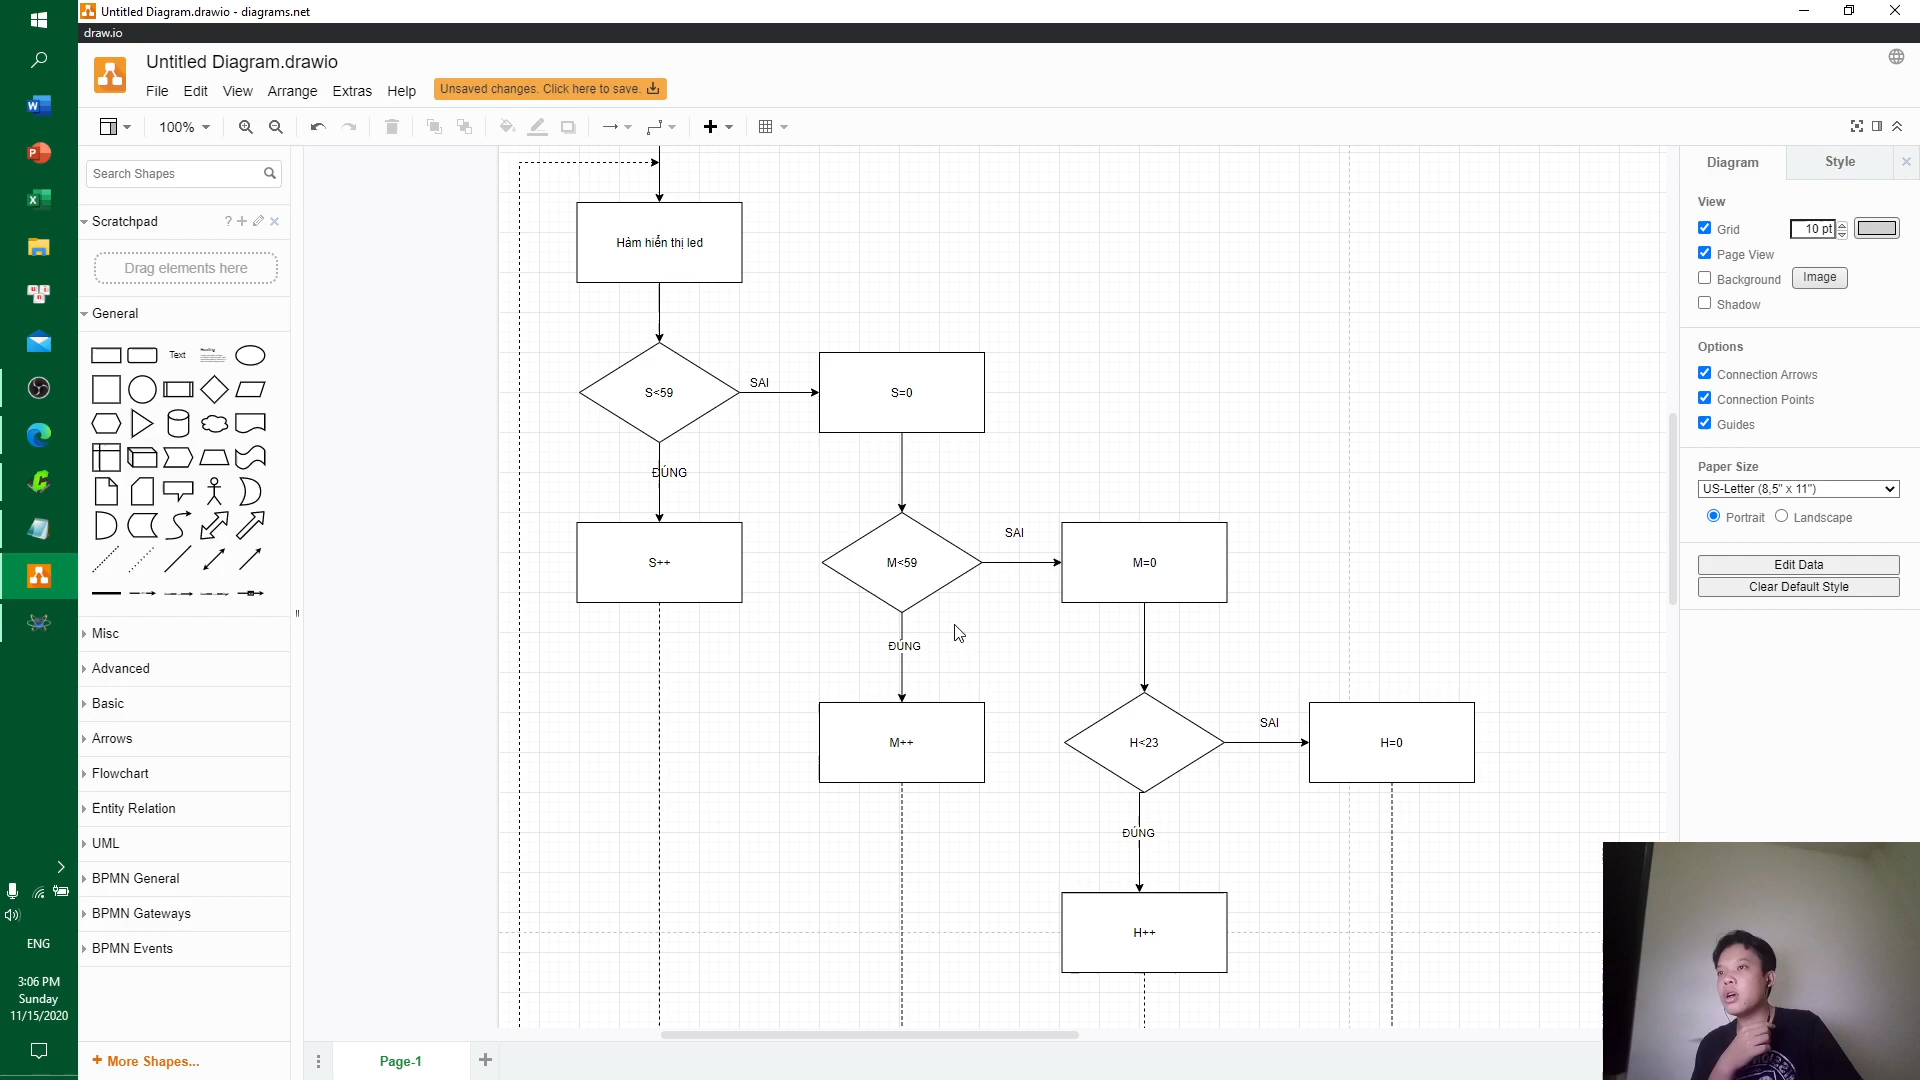 Untitled Diagram.drawio - diagrams.net
draw.io
Untitled Diagram.drawio
File Edit View Arrange Extras Help
Unsaved changes. Click here to save.
100%
Search Shapes
Scratchpad
?
Drag elements here
General
Text
Heading
Misc
Advanced
Basic
Arrows
Flowchart
Entity Relation
UML
BPMN General
BPMN Gateways
BPMN Events
+ More Shapes...
Hàm hiển thị led
S<59
SAI
S=0
ĐÚNG
S++
M<59
SAI
M=0
ĐÚNG
M++
H<23
SAI
H=0
ĐÚNG
H++
Page-1
Diagram
Style
View
Grid
10 pt
Page View
Background
Image
Shadow
Options
Connection Arrows
Connection Points
Guides
Paper Size
US-Letter (8,5" x 11")
Portrait
Landscape
Edit Data
Clear Default Style
ENG
3:06 PM
Sunday
11/15/2020